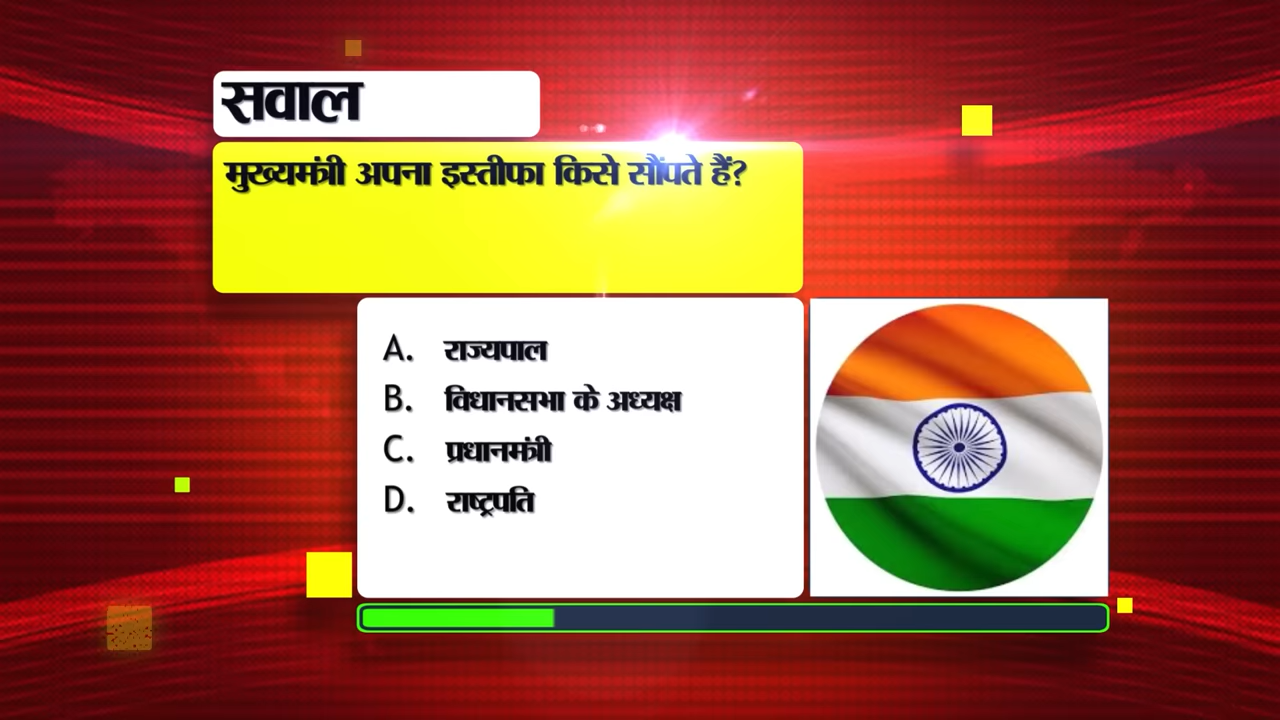 सवाल
मुख्यमंत्री अपना इस्तीफा किसे सौंपते हैं?
A. राज्यपाल
B. विधानसभा के अध्यक्ष
C. प्रधानमंत्री
D. राष्ट्रपति